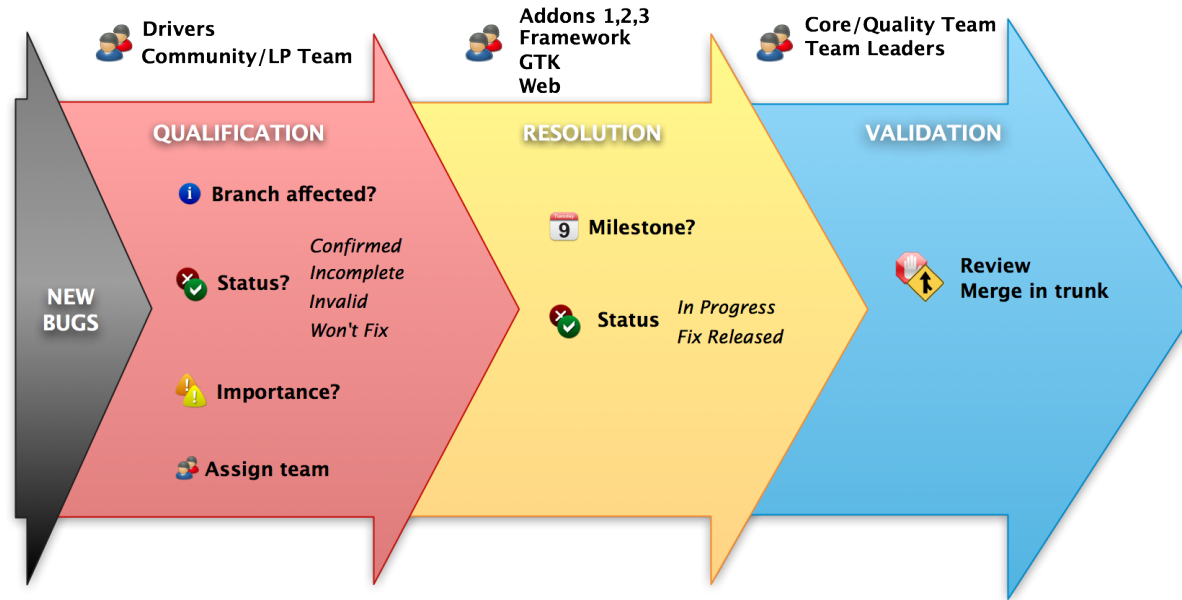 Drivers
Community/LP Team
Addons 1,2,3
Framework
GTK
Web
Core/Quality Team
Team Leaders
NEW
BUGS
QUALIFICATION
Branch affected?
Status?
Confirmed
Incomplete
Invalid
Won't Fix
Importance?
Assign team
RESOLUTION
Tuesday
9
Milestone?
Status
In Progress
Fix Released
VALIDATION
Review
Merge in trunk